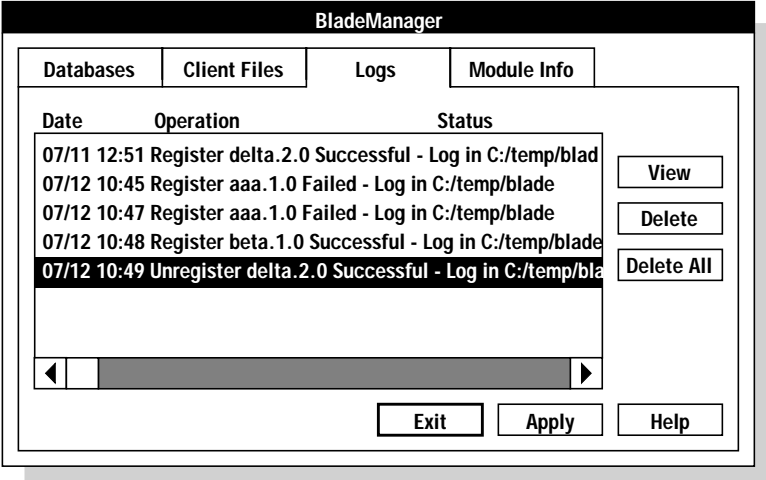 BladeManager
Databases Client Files Logs Module Info
Date Operation Status
07/11 12:51 Register delta.2.0 Successful - Log in C:/temp/blad
07/12 10:45 Register aaa.1.0 Failed - Log in C:/temp/blade
07/12 10:47 Register aaa.1.0 Failed - Log in C:/temp/blade
07/12 10:48 Register beta.1.0 Successful - Log in C:/temp/blade
07/12 10:49 Unregister delta.2.0 Successful - Log in C:/temp/bla
View
Delete
Delete All
Exit Apply Help